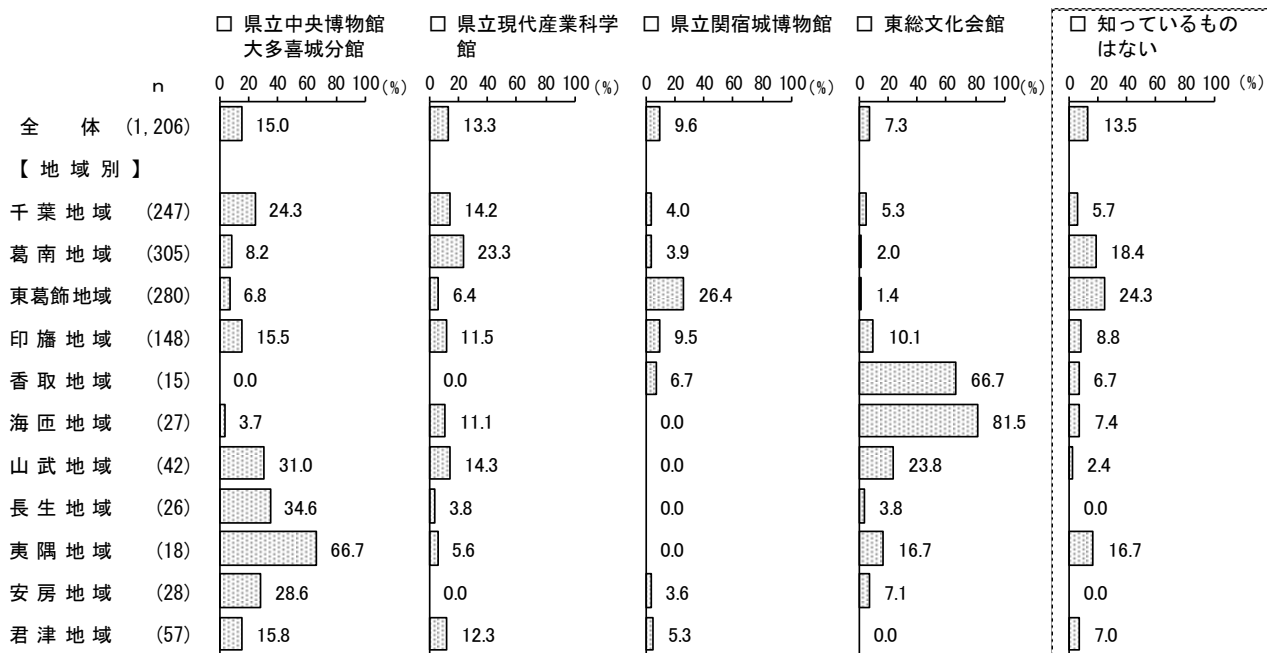 □ 県立中央博物館 大多喜城分館
□ 県立現代産業科学館
□ 県立関宿城博物館
□ 東総文化会館
□ 知っているものはない
n 0 20 40 60 80 100(%) 0 20 40 60 80 100(%) 0 20 40 60 80 100(%) 0 20 40 60 80 100(%) 0 20 40 60 80 100(%)
全体 (1,206) 15.0 13.3 9.6 7.3 13.5
【地域別】
千葉地域 (247) 24.3 14.2 4.0 5.3 5.7
葛南地域 (305) 8.2 23.3 3.9 2.0 18.4
東葛飾地域 (280) 6.8 6.4 26.4 1.4 24.3
印旛地域 (148) 15.5 11.5 9.5 10.1 8.8
香取地域 (15) 0.0 0.0 6.7 66.7 6.7
海匝地域 (27) 3.7 11.1 0.0 81.5 7.4
山武地域 (42) 31.0 14.3 0.0 23.8 2.4
長生地域 (26) 34.6 3.8 0.0 3.8 0.0
夷隅地域 (18) 66.7 5.6 0.0 16.7 16.7
安房地域 (28) 28.6 0.0 3.6 7.1 0.0
君津地域 (57) 15.8 12.3 5.3 0.0 7.0